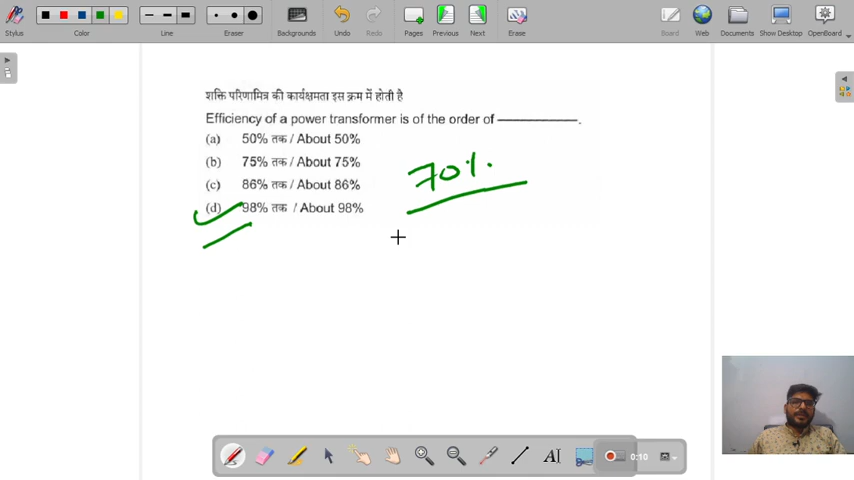 Stylus
Color
Line
Eraser
Backgrounds
Undo
Redo
Pages
Previous
Next
Erase
Board
Web
Documents
Show Desktop
OpenBoard
शक्ति परिणामित्र की कार्यक्षमता इस क्रम में होती है
Efficiency of a power transformer is of the order of ————.
(a) 50% तक / About 50%
(b) 75% तक / About 75%
(c) 86% तक / About 86%
(d) 98% तक / About 98%
70%.
0:10